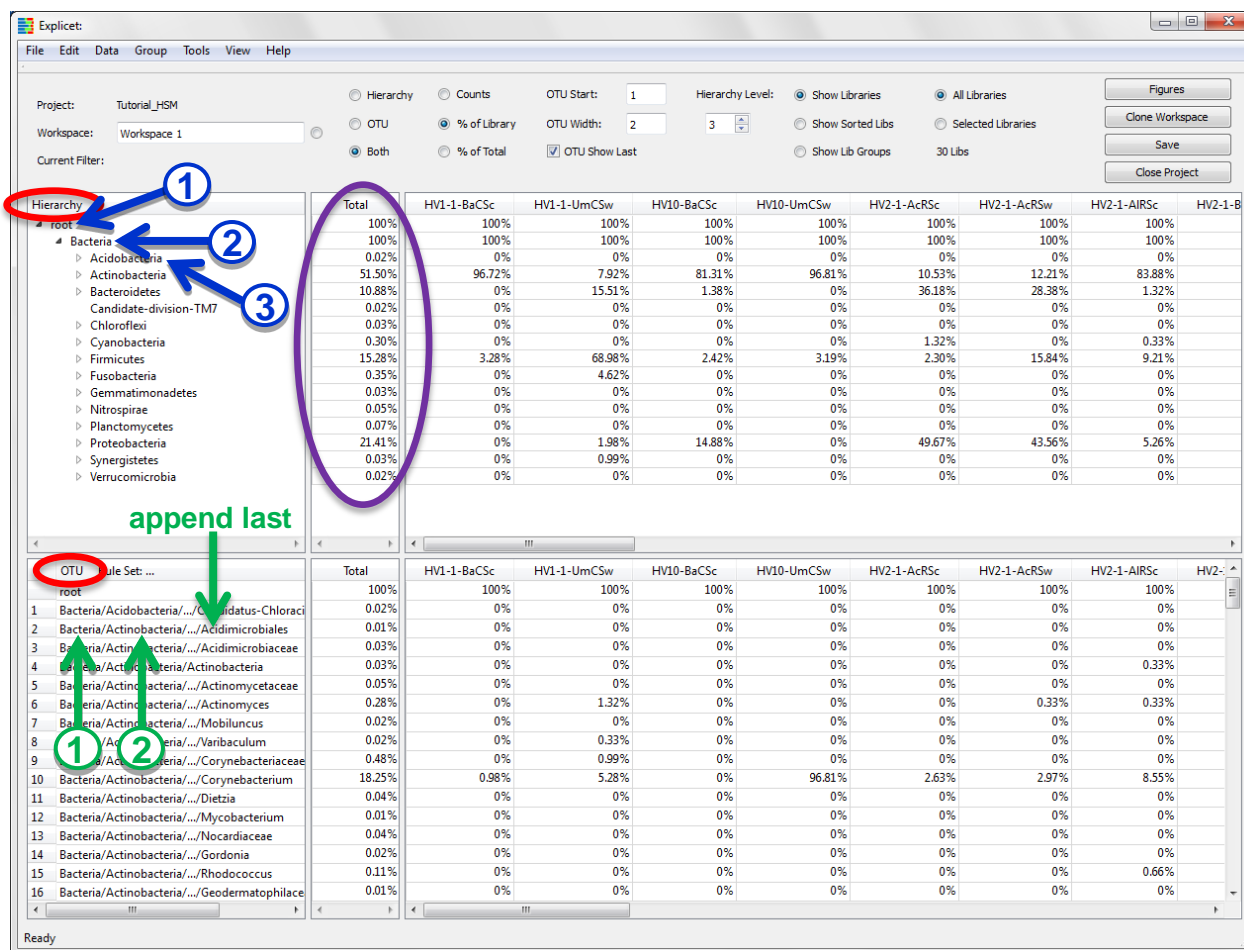 Explicet:
File Edit Data Group Tools View Help
Project: Tutorial_HSM
Workspace: Workspace 1
Current Filter:
Hierarchy
OTU
Both
Counts
% of Library
% of Total
OTU Start: 1
OTU Width: 2
OTU Show Last
Hierarchy Level:
3
Show Libraries
Show Sorted Libs
Show Lib Groups
All Libraries
Selected Libraries
30 Libs
Figures
Clone Workspace
Save
Close Project
1
2
3
Hierarchy Total HV1-1-BaCSc HV1-1-UmCSw HV10-BaCSc HV10-UmCSw HV2-1-AcRSc HV2-1-AcRSw HV2-1-AIRSc HV2-1-B
root 100% 100% 100% 100% 100% 100% 100% 100%
Bacteria 100% 100% 100% 100% 100% 100% 100% 100%
Acidobacteria 0.02% 0% 0% 0% 0% 0% 0% 0%
Actinobacteria 51.50% 96.72% 7.92% 81.31% 96.81% 10.53% 12.21% 83.88%
Bacteroidetes 10.88% 0% 15.51% 1.38% 0% 36.18% 28.38% 1.32%
Candidate-division-TM7 0.02% 0% 0% 0% 0% 0% 0% 0%
Chloroflexi 0.03% 0% 0% 0% 0% 0% 0% 0%
Cyanobacteria 0.30% 0% 0% 0% 0% 1.32% 0% 0.33%
Firmicutes 15.28% 3.28% 68.98% 2.42% 3.19% 2.30% 15.84% 9.21%
Fusobacteria 0.35% 0% 4.62% 0% 0% 0% 0% 0%
Gemmatimonadetes 0.03% 0% 0% 0% 0% 0% 0% 0%
Nitrospirae 0.05% 0% 0% 0% 0% 0% 0% 0%
Planctomycetes 0.07% 0% 0% 0% 0% 0% 0% 0%
Proteobacteria 21.41% 0% 1.98% 14.88% 0% 49.67% 43.56% 5.26%
Synergistetes 0.03% 0% 0.99% 0% 0% 0% 0% 0%
Verrucomicrobia 0.02% 0% 0% 0% 0% 0% 0% 0%
append last
OTU Rule Set: ... Total HV1-1-BaCSc HV1-1-UmCSw HV10-BaCSc HV10-UmCSw HV2-1-AcRSc HV2-1-AcRSw HV2-1-AIRSc HV2-
root 100% 100% 100% 100% 100% 100% 100% 100%
1 Bacteria/Acidobacteria/.../Candidatus-Chloraci 0.02% 0% 0% 0% 0% 0% 0% 0%
2 Bacteria/Actinobacteria/.../Acidimicrobiales 0.01% 0% 0% 0% 0% 0% 0% 0%
3 Bacteria/Actinobacteria/.../Acidimicrobiaceae 0.03% 0% 0% 0% 0% 0% 0% 0%
4 Bacteria/Actinobacteria/Actinobacteria 0.03% 0% 0% 0% 0% 0% 0% 0.33%
5 Bacteria/Actinobacteria/.../Actinomycetaceae 0.05% 0% 0% 0% 0% 0% 0% 0%
6 Bacteria/Actinobacteria/.../Actinomyces 0.28% 0% 1.32% 0% 0% 0% 0.33% 0.33%
7 Bacteria/Actinobacteria/.../Mobiluncus 0.02% 0% 0% 0% 0% 0% 0% 0%
8 Bacteria/Actinobacteria/.../Varibaculum 0.02% 0% 0.33% 0% 0% 0% 0% 0%
9 Bacteria/Actinobacteria/.../Corynebacteriaceae 0.48% 0% 0.99% 0% 0% 0% 0% 0%
10 Bacteria/Actinobacteria/.../Corynebacterium 18.25% 0.98% 5.28% 0% 96.81% 2.63% 2.97% 8.55%
11 Bacteria/Actinobacteria/.../Dietzia 0.04% 0% 0% 0% 0% 0% 0% 0%
12 Bacteria/Actinobacteria/.../Mycobacterium 0.01% 0% 0% 0% 0% 0% 0% 0%
13 Bacteria/Actinobacteria/.../Nocardiaceae 0.04% 0% 0% 0% 0% 0% 0% 0%
14 Bacteria/Actinobacteria/.../Gordonia 0.02% 0% 0% 0% 0% 0% 0% 0%
15 Bacteria/Actinobacteria/.../Rhodococcus 0.11% 0% 0% 0% 0% 0% 0% 0.66%
16 Bacteria/Actinobacteria/.../Geodermatophilace 0.01% 0% 0% 0% 0% 0% 0% 0%
1
2
Ready